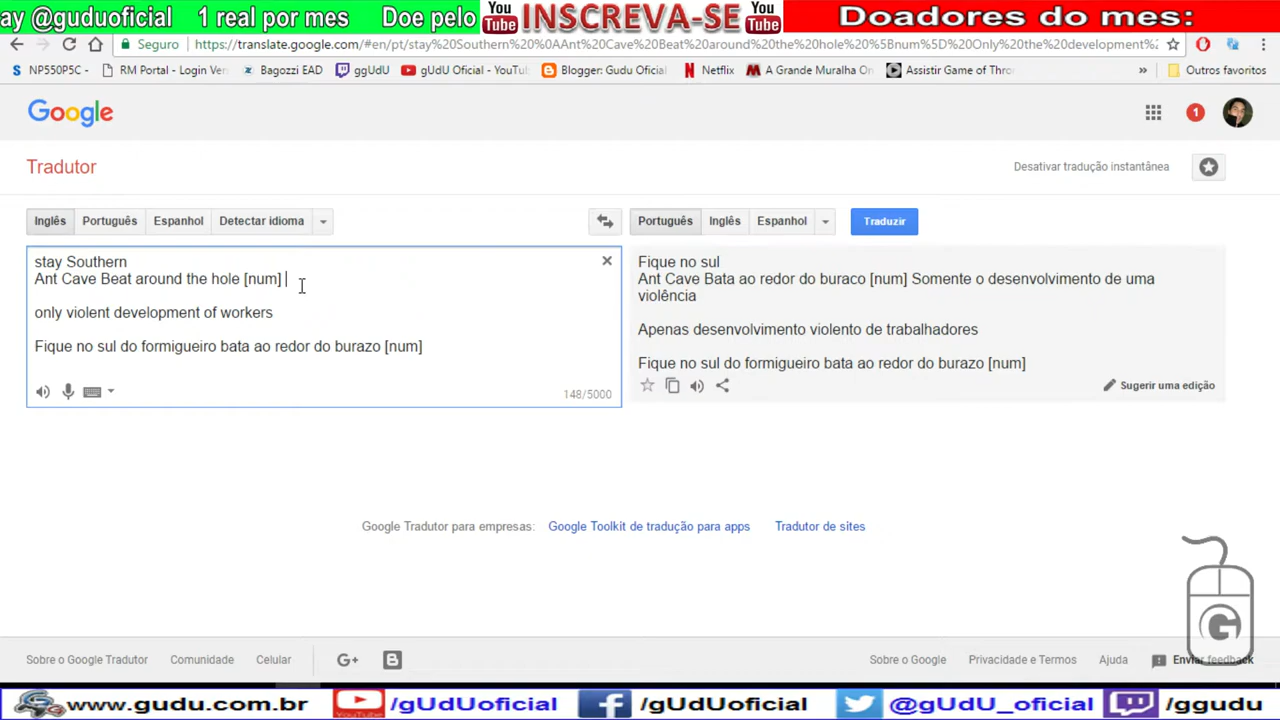 ay @guduoficial 1 real por mes Doe pelo You Tube INSCREVA-SE You Tube Doadores do mes:
Seguro https://translate.google.com/#en/pt/stay%20Southern%20%0AAnt%20Cave%20Beat%20around%20the%20hole%20%5Bnum%5D%20Only%20the%20development%2
NP550P5C - RM Portal - Login Ver Bagozzi EAD ggUdU gUdU Oficial - YouTu Blogger: Gudu Oficial Netflix A Grande Muralha On Assistir Game of Thro » Outros favoritos
Google 1
Tradutor Desativar tradução instantânea
Inglês Português Espanhol Detectar idioma Português Inglês Espanhol Traduzir
stay Southern
Ant Cave Beat around the hole [num]
only violent development of workers
Fique no sul do formigueiro bata ao redor do burazo [num]
148/5000
Fique no sul
Ant Cave Bata ao redor do buraco [num] Somente o desenvolvimento de uma
violência
Apenas desenvolvimento violento de trabalhadores
Fique no sul do formigueiro bata ao redor do burazo [num]
Sugerir uma edição
Google Tradutor para empresas: Google Toolkit de tradução para apps Tradutor de sites
G
Sobre o Google Tradutor Comunidade Celular G+ B Sobre o Google Privacidade e Termos Ajuda Enviar feedback
www.gudu.com.br YouTube /gUdUoficial f /gUdUoficial @gUdU_oficial /ggudu